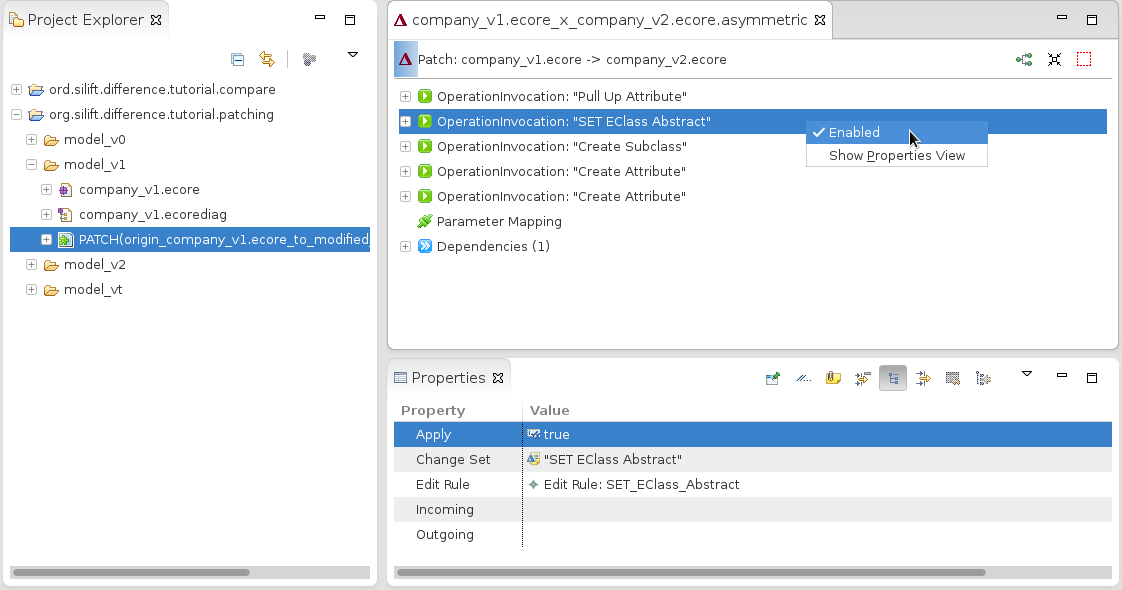 Project Explorer
ord.silift.difference.tutorial.compare
org.silift.difference.tutorial.patching
model_v0
model_v1
company_v1.ecore
company_v1.ecorediag
PATCH(origin_company_v1.ecore_to_modified_
model_v2
model_vt
company_v1.ecore_x_company_v2.ecore.asymmetric
Patch: company_v1.ecore -> company_v2.ecore
OperationInvocation: "Pull Up Attribute"
OperationInvocation: "SET EClass Abstract"
OperationInvocation: "Create Subclass"
OperationInvocation: "Create Attribute"
OperationInvocation: "Create Attribute"
Parameter Mapping
Dependencies (1)
Enabled
Show Properties View
Properties
Property Value
Apply true
Change Set "SET EClass Abstract"
Edit Rule Edit Rule: SET_EClass_Abstract
Incoming
Outgoing